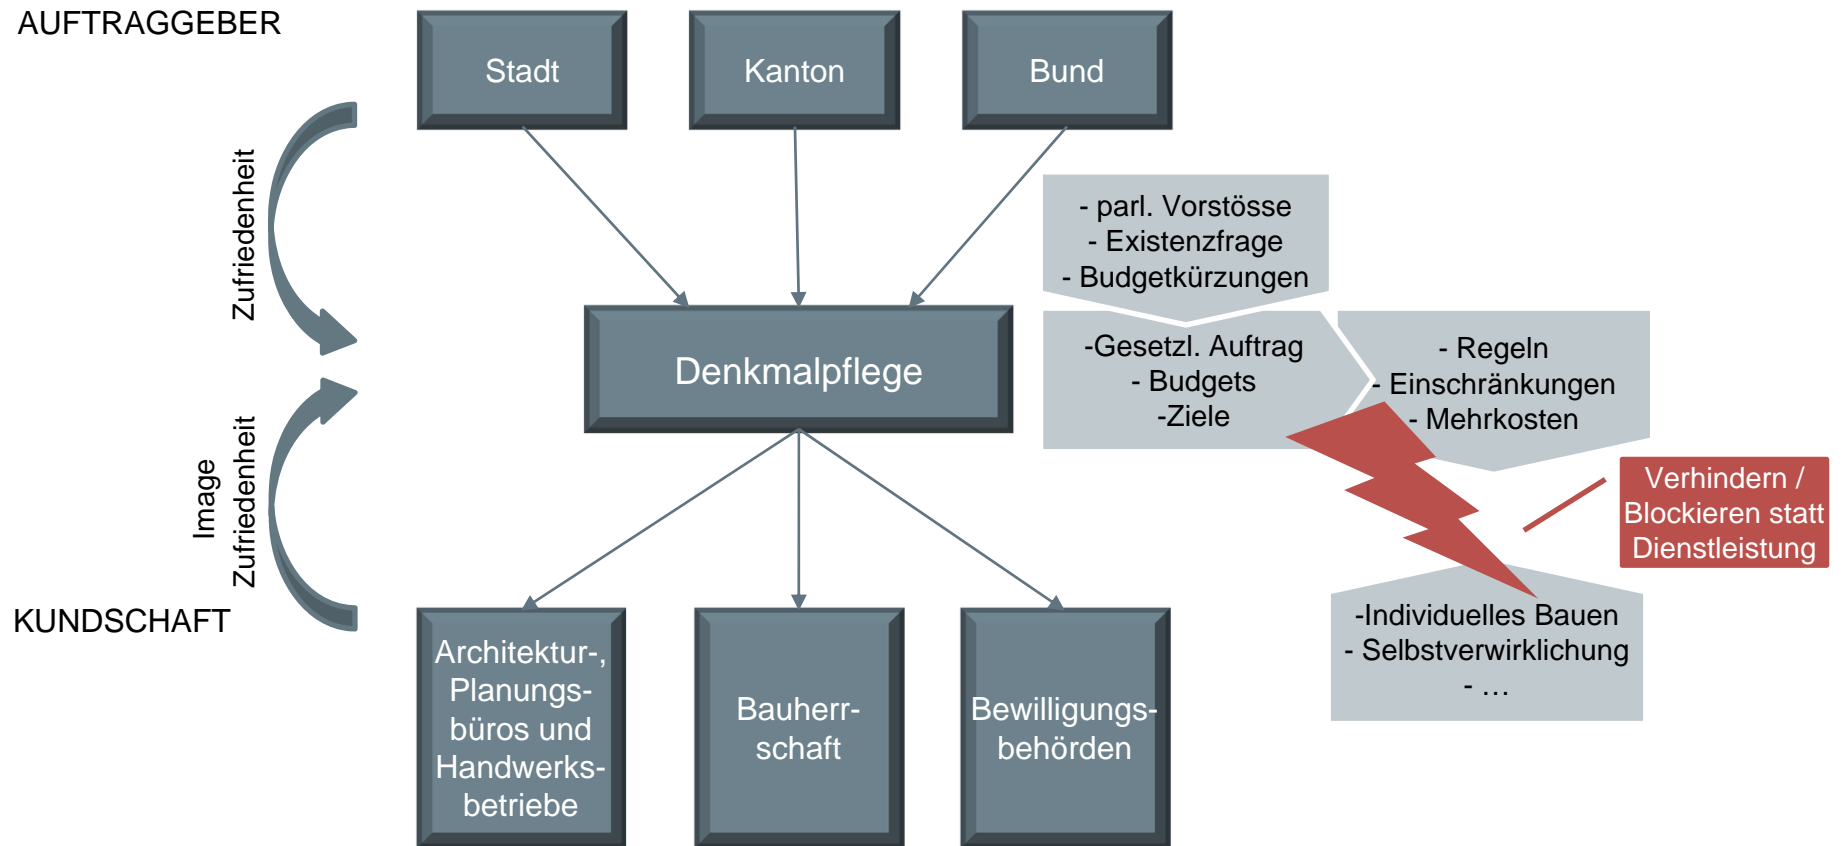 AUFTRAGGEBER
Stadt
Kanton
Bund
Zufriedenheit
- parl. Vorstösse
- Existenzfrage
- Budgetkürzungen
Denkmalpflege
-Gesetzl. Auftrag
- Budgets
-Ziele
- Regeln
- Einschränkungen
- Mehrkosten
Image
Zufriedenheit
Verhindern /
Blockieren statt
Dienstleistung
KUNDSCHAFT
Architektur-,
Planungs-
büros und
Handwerks-
betriebe
Bauherr-
schaft
Bewilligungs-
behörden
-Individuelles Bauen
- Selbstverwirklichung
- …